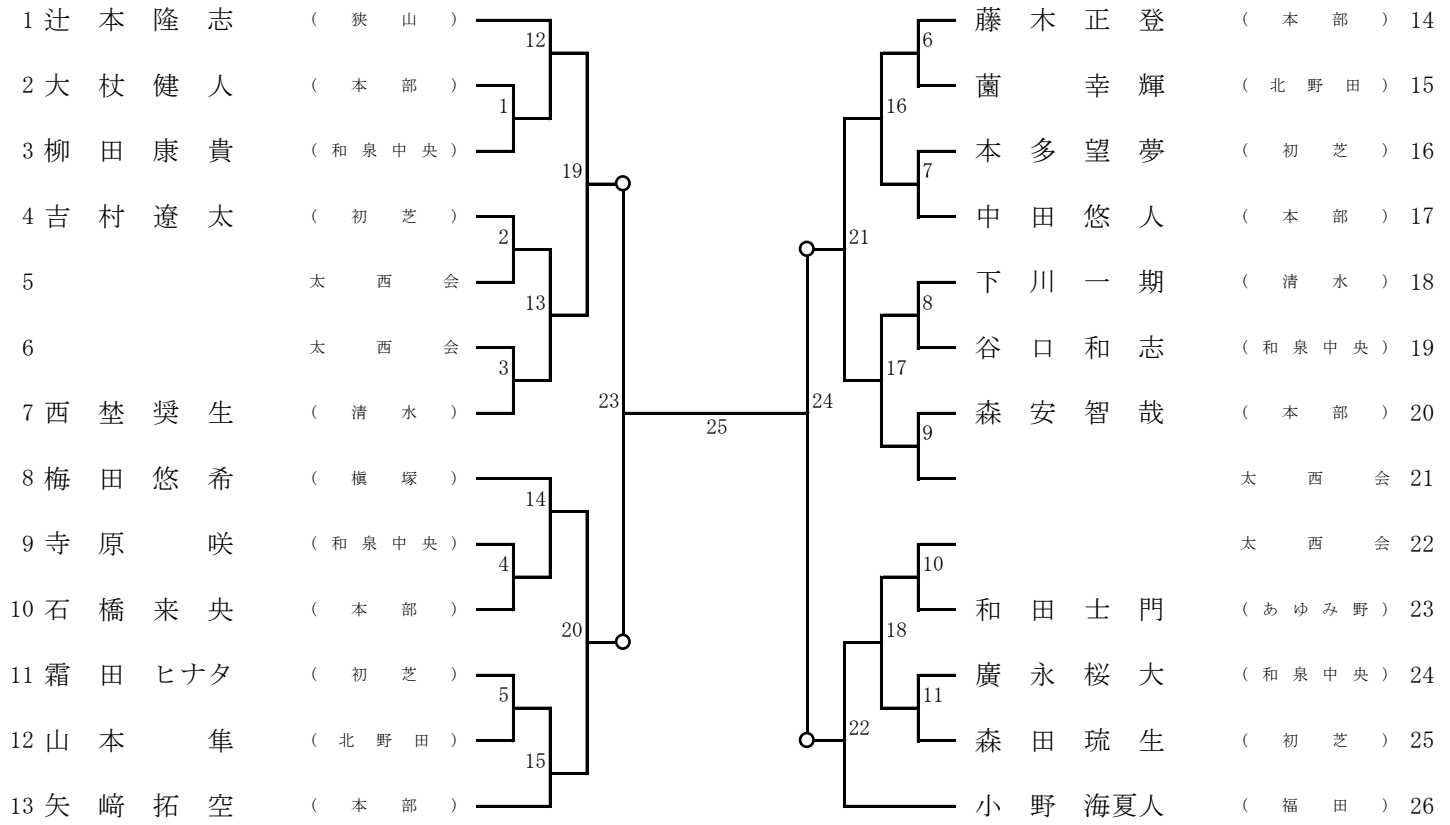 1 辻本隆志 (狭山)
2 大杖健人 (本部)
3 柳田康貴 (和泉中央)
4 吉村遼太 (初芝)
5 太西会
6 太西会
7 西埜奨生 (清水)
8 梅田悠希 (槇塚)
9 寺原咲 (和泉中央)
10 石橋来央 (本部)
11 霜田ヒナタ (初芝)
12 山本隼 (北野田)
13 矢﨑拓空 (本部)
12
1
19
2
13
3
23
14
4
20
5
15
25
6
16
7
21
8
17
24
9
10
18
11
22
藤木正登 (本部) 14
薗幸輝 (北野田) 15
本多望夢 (初芝) 16
中田悠人 (本部) 17
下川一期 (清水) 18
谷口和志 (和泉中央) 19
森安智哉 (本部) 20
太西会 21
太西会 22
和田士門 (あゆみ野) 23
廣永桜大 (和泉中央) 24
森田琉生 (初芝) 25
小野海夏人 (福田) 26